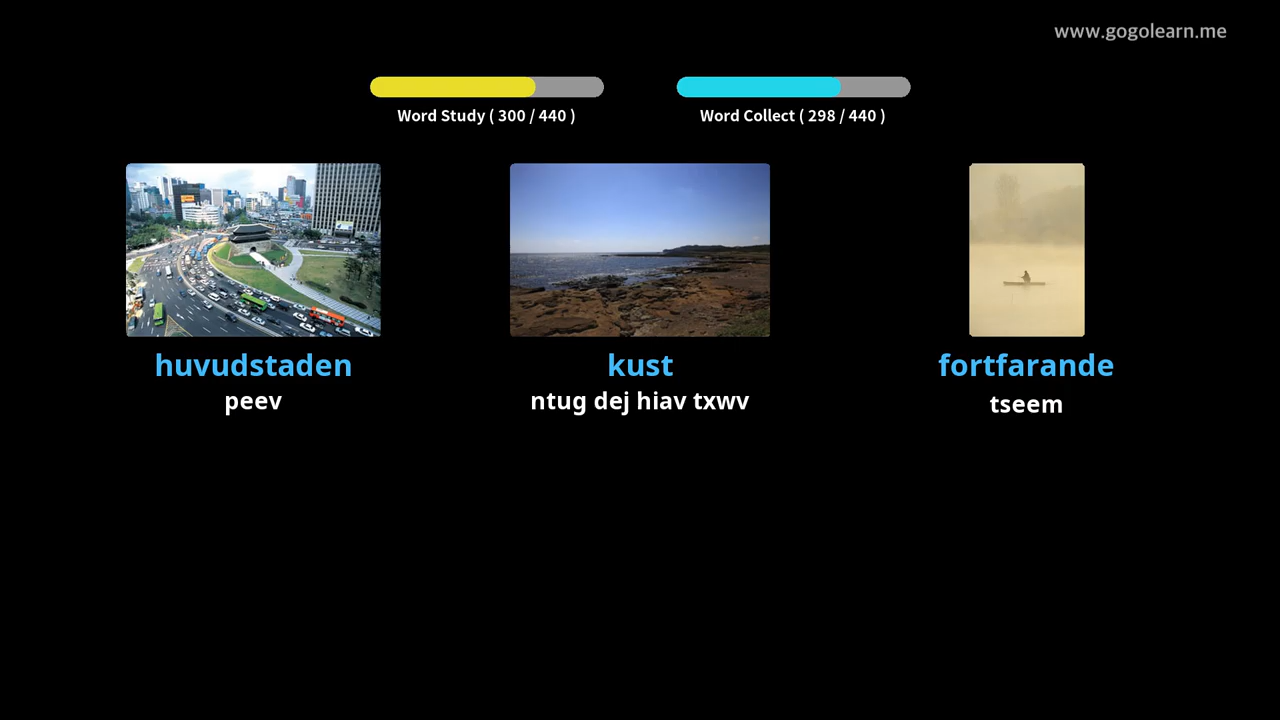 www.gogolearn.me
Word Study ( 300 / 440 )
Word Collect ( 298 / 440 )
huvudstaden
peev
kust
ntug dej hiav txwv
fortfarande
tseem